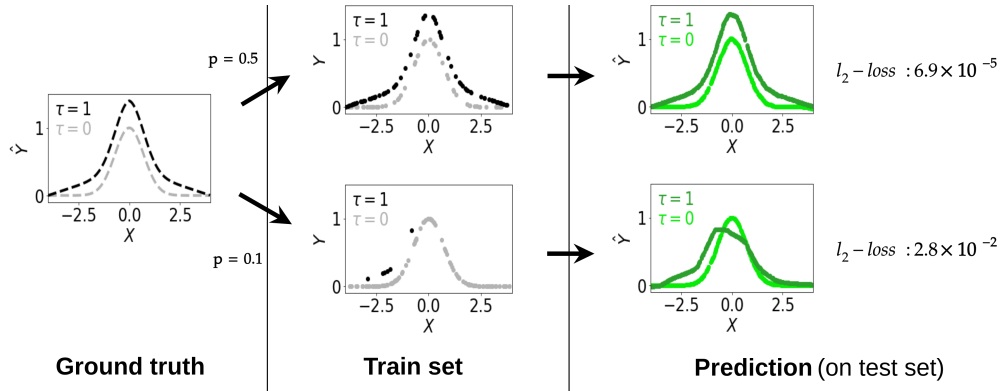 τ = 1
τ = 0
1
0
Ŷ
−2.5 0.0 2.5
X
p = 0.5
p = 0.1
τ = 1
τ = 0
1
0
Y
−2.5 0.0 2.5
X
τ = 1
τ = 0
1
0
Ŷ
−2.5 0.0 2.5
X
l₂ − loss : 6.9 × 10⁻⁵
τ = 1
τ = 0
1
0
Y
−2.5 0.0 2.5
X
τ = 1
τ = 0
1
0
Ŷ
−2.5 0.0 2.5
X
l₂ − loss : 2.8 × 10⁻²
Ground truth
Train set
Prediction (on test set)